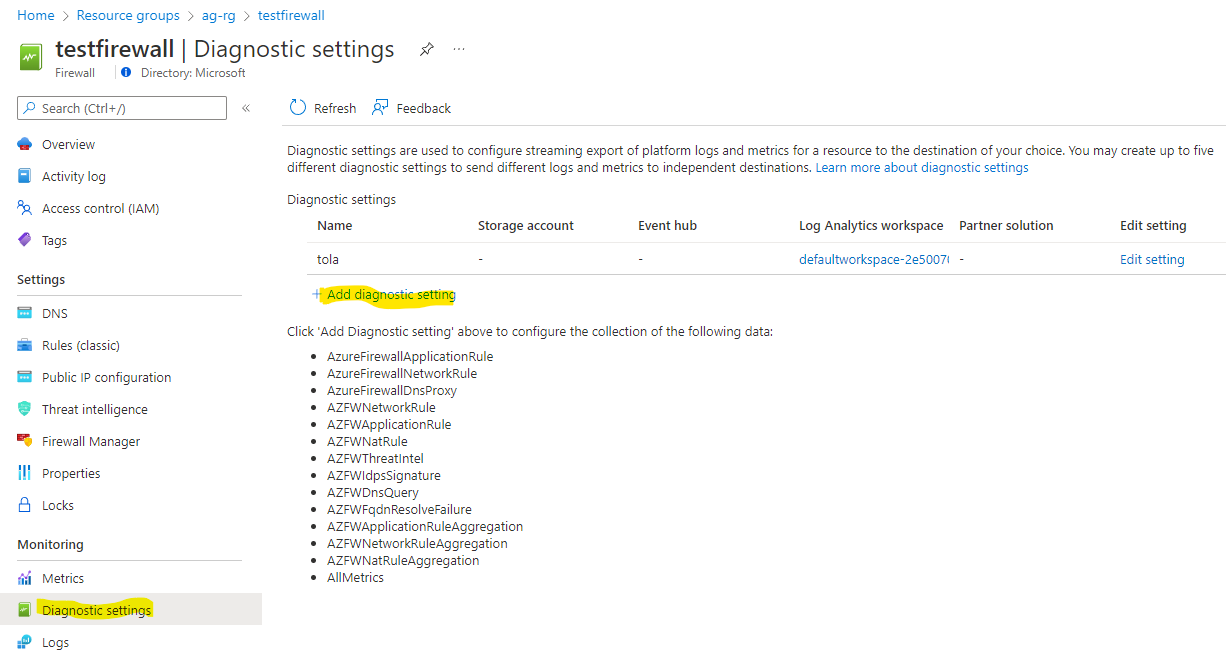 Home > Resource groups > ag-rg > testfirewall
testfirewall | Diagnostic settings ...
Firewall
Directory: Microsoft
Search (Ctrl+/)
«
Overview
Activity log
Access control (IAM)
Tags
Settings
DNS
Rules (classic)
Public IP configuration
Threat intelligence
Firewall Manager
Properties
Locks
Monitoring
Metrics
Diagnostic settings
Logs
Refresh Feedback
Diagnostic settings are used to configure streaming export of platform logs and metrics for a resource to the destination of your choice. You may create up to five
different diagnostic settings to send different logs and metrics to independent destinations. Learn more about diagnostic settings
Diagnostic settings
Name Storage account Event hub Log Analytics workspace Partner solution Edit setting
tola - - defaultworkspace-2e5007 - Edit setting
+ Add diagnostic setting
Click 'Add Diagnostic setting' above to configure the collection of the following data:
• AzureFirewallApplicationRule
• AzureFirewallNetworkRule
• AzureFirewallDnsProxy
• AZFWNetworkRule
• AZFWApplicationRule
• AZFWNatRule
• AZFWThreatIntel
• AZFWIdpsSignature
• AZFWDnsQuery
• AZFWFqdnResolveFailure
• AZFWApplicationRuleAggregation
• AZFWNetworkRuleAggregation
• AZFWNatRuleAggregation
• AllMetrics